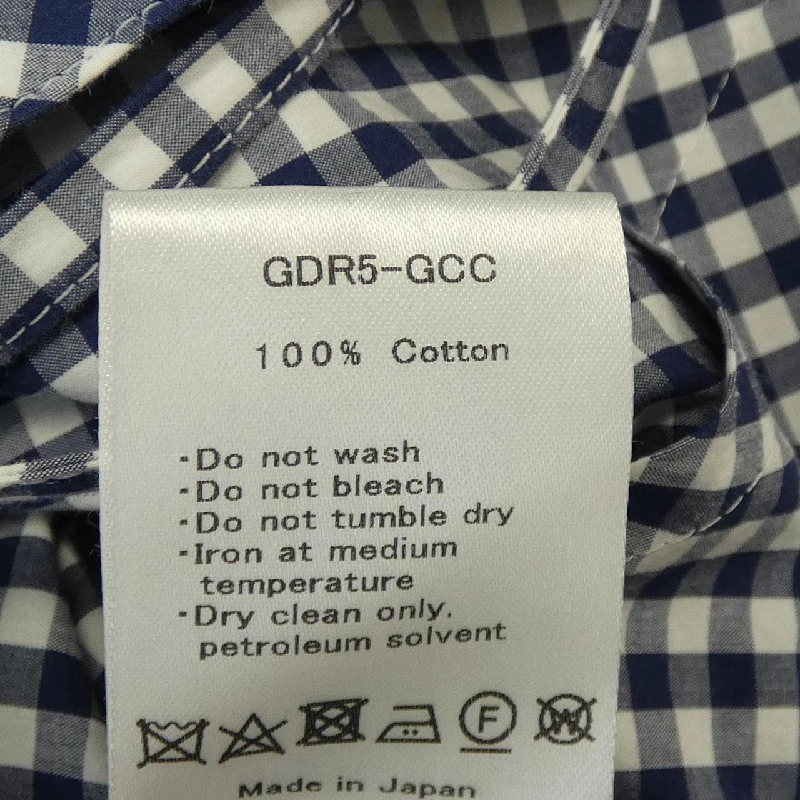 GDR5-GCC
100% Cotton
·Do not wash
·Do not bleach
·Do not tumble dry
·Iron at medium
temperature
·Dry clean only.
petroleum solvent
F W
Made in Japan